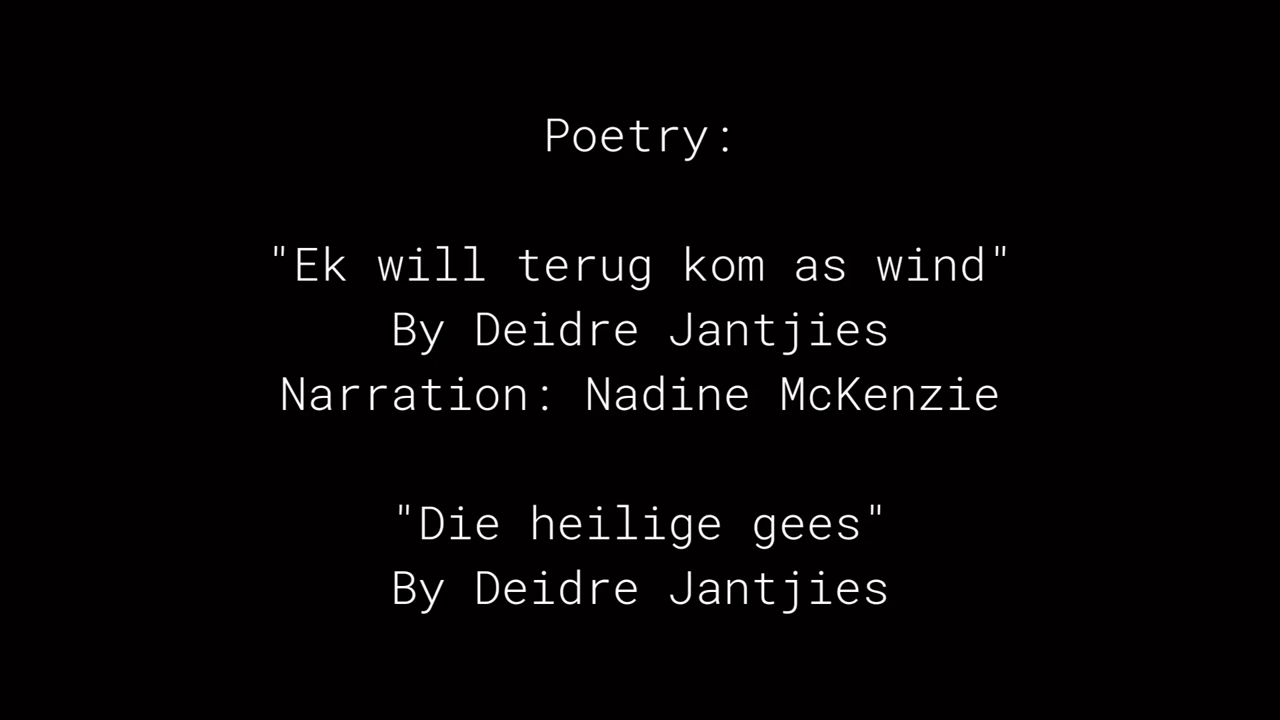 Poetry:
"Ek will terug kom as wind"
By Deidre Jantjies
Narration: Nadine McKenzie
"Die heilige gees"
By Deidre Jantjies